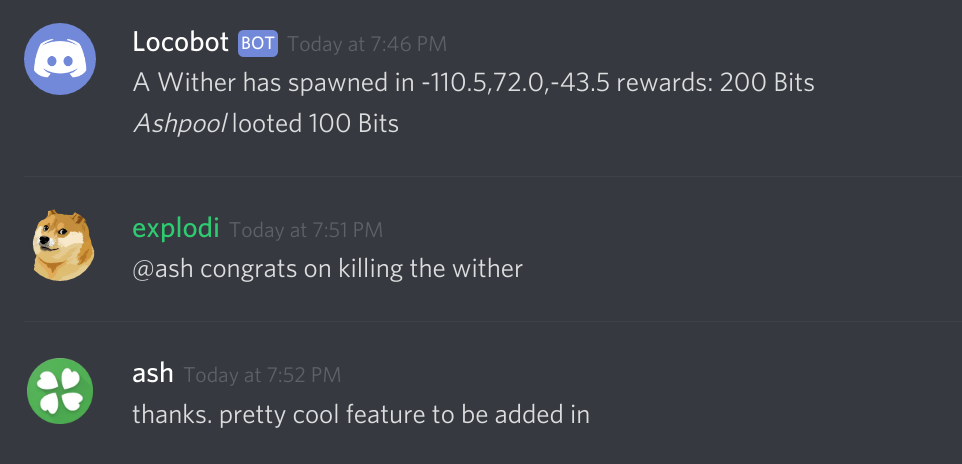 Locobot BOT Today at 7:46 PM
A Wither has spawned in -110.5,72.0,-43.5 rewards: 200 Bits
Ashpool looted 100 Bits
explodi Today at 7:51 PM
@ash congrats on killing the wither
ash Today at 7:52 PM
thanks. pretty cool feature to be added in